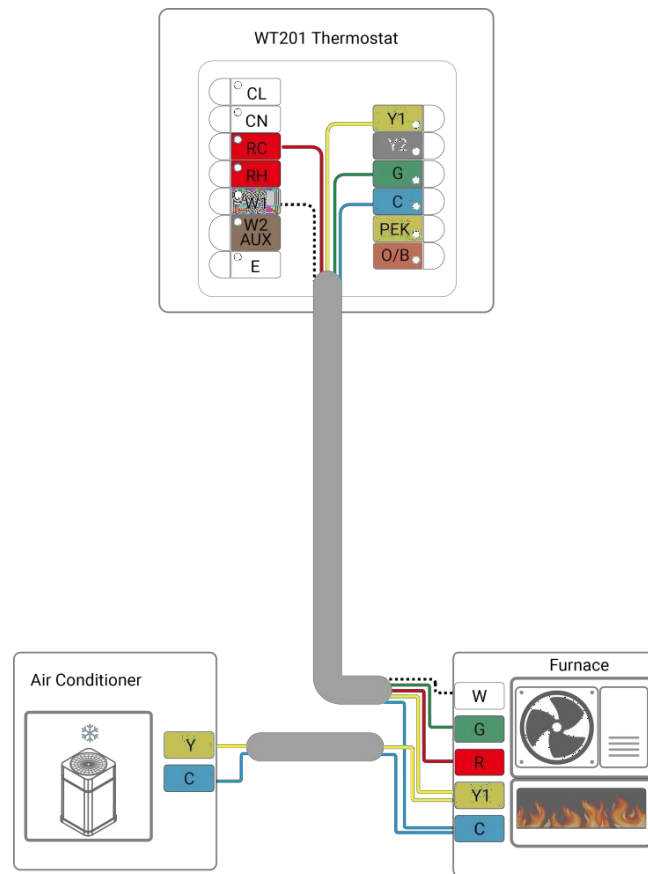 WT201 Thermostat
CL
CN
RC
RH
W1
W2
AUX
E
Y1
Y2
G
C
PEK
O/B
Air Conditioner
Y
C
Furnace
W
G
R
Y1
C